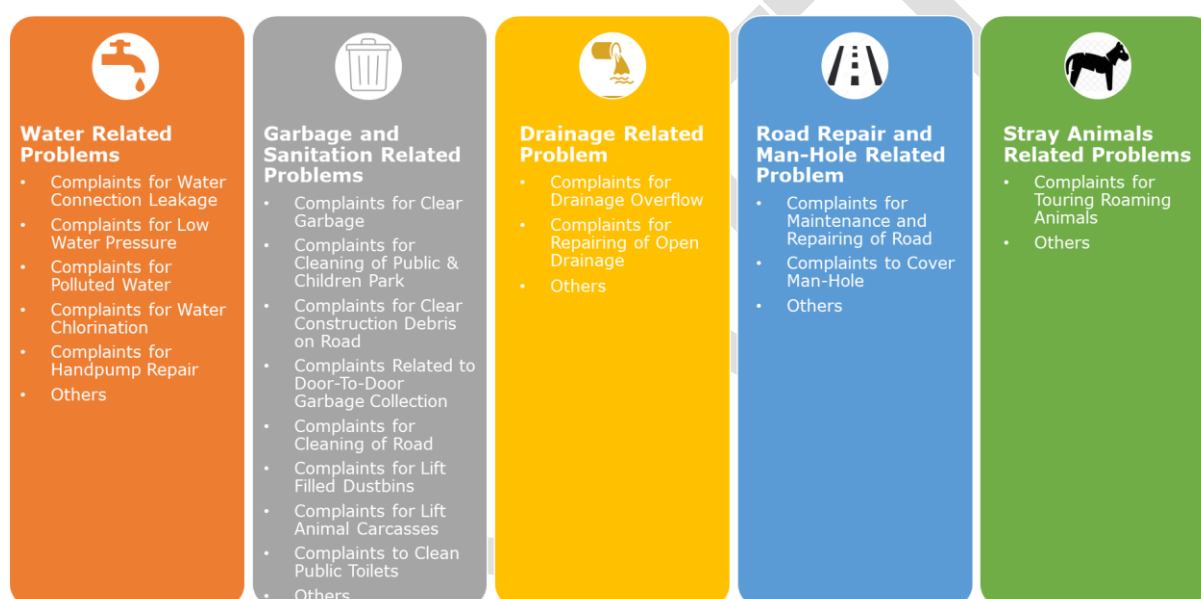 Water Related
Problems
• Complaints for Water
Connection Leakage
• Complaints for Low
Water Pressure
• Complaints for
Polluted Water
• Complaints for Water
Chlorination
• Complaints for
Handpump Repair
• Others
Garbage and
Sanitation Related
Problems
• Complaints for Clear
Garbage
• Complaints for
Cleaning of Public &
Children Park
• Complaints for Clear
Construction Debris
on Road
• Complaints Related to
Door-To-Door
Garbage Collection
• Complaints for
Cleaning of Road
• Complaints for Lift
Filled Dustbins
• Complaints for Lift
Animal Carcasses
• Complaints to Clean
Public Toilets
• Others
Drainage Related
Problem
• Complaints for
Drainage Overflow
• Complaints for
Repairing of Open
Drainage
• Others
Road Repair and
Man-Hole Related
Problem
• Complaints for
Maintenance and
Repairing of Road
• Complaints to Cover
Man-Hole
• Others
Stray Animals
Related Problems
• Complaints for
Touring Roaming
Animals
• Others